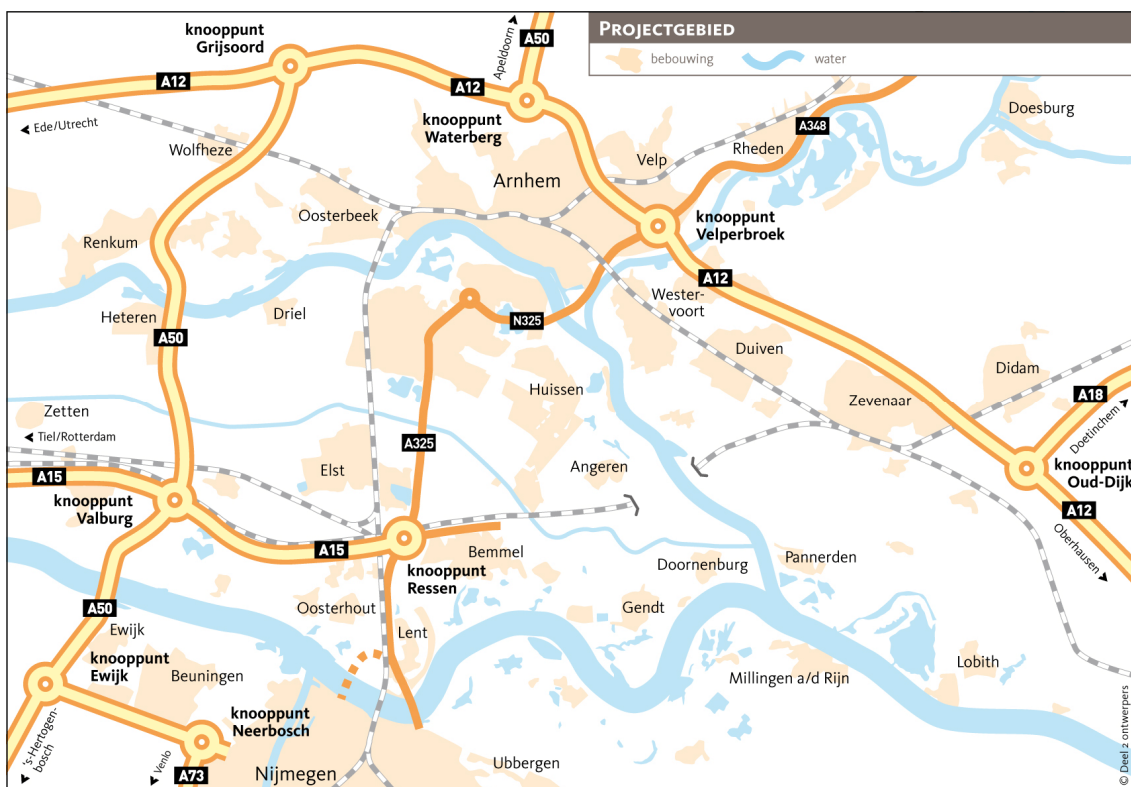 PROJECTGEBIED
bebouwing
water
knooppunt
Grijsoord
Apeldoorn
A50
A12
A12
Ede/Utrecht
knooppunt
Waterberg
Wolfheze
Velp
Rheden
A348
Doesburg
Arnhem
Oosterbeek
knooppunt
Velperbroek
Renkum
A12
Wester-
voort
Heteren
Driel
N325
A50
Duiven
Didam
Huissen
Zevenaar
A18
Doetinchem
Zetten
Tiel/Rotterdam
A325
Elst
Angeren
A15
knooppunt
Valburg
knooppunt
Oud-Dijk
A12
Oberhausen
A15
Bemmel
knooppunt
Ressen
Pannerden
Doornenburg
A50
Oosterhout
Gendt
Ewijk
Lent
knooppunt
Ewijk
Beuningen
Millingen a/d Rijn
Lobith
knooppunt
Neerbosch
's-Hertogen-
bosch
Venlo
A73
Nijmegen
Ubbergen
© Deel 2 ontwerpers